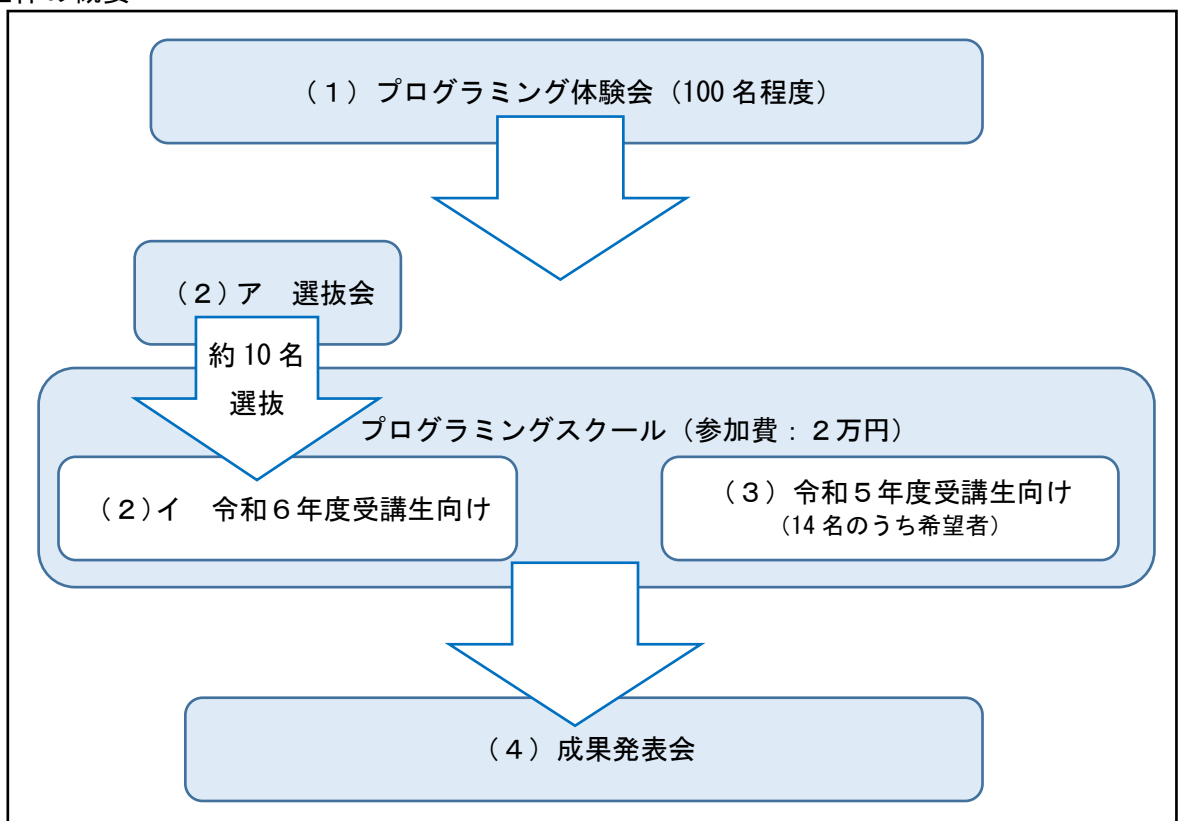 （１）プログラミング体験会（100 名程度）
（２）ア　選抜会
約 10 名
選抜
プログラミングスクール（参加費：２万円）
（２）イ　令和６年度受講生向け
（３）令和５年度受講生向け
（14 名のうち希望者）
（４）成果発表会